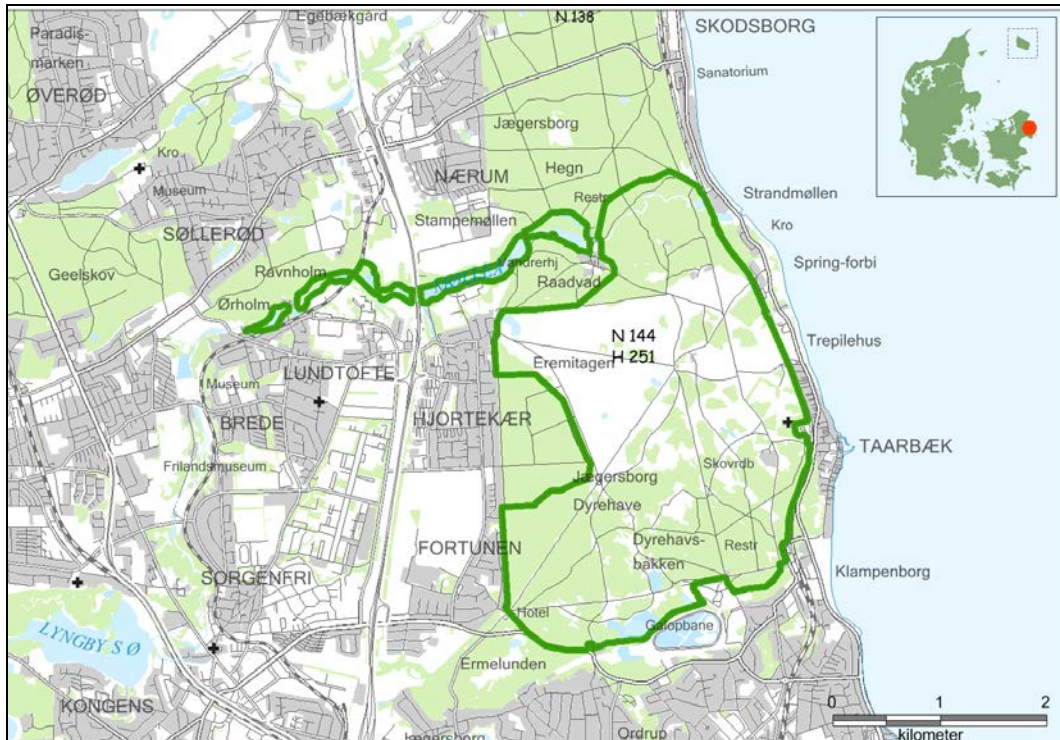 Egebækgård
N 138
SKODSBORG
Paradis-
marken
ØVERØD
Sanatorium
Jægersborg
Hegn
Kro
NÆRUM
Museum
Restr
Strandmøllen
Stampemøllen
Kro
SØLLERØD
Spring-forbi
Geelskov
Ravnholm
Vandrerhj
Raadvad
Ørholm
N 144
H 251
Trepilehus
Eremitagen
LUNDTOFTE
Museum
BREDE
HJORTEKÆR
TAARBÆK
Frilandsmuseum
Skovrdb
Jægersborg
Dyrehave
Dyrehavs-
bakken
Restr
FORTUNEN
SORGENFRI
Klampenborg
Hotel
Galopbane
LYNGBY SØ
Ermelunden
KONGENS
Jægersborg
Ordrup
0 1 2
kilometer